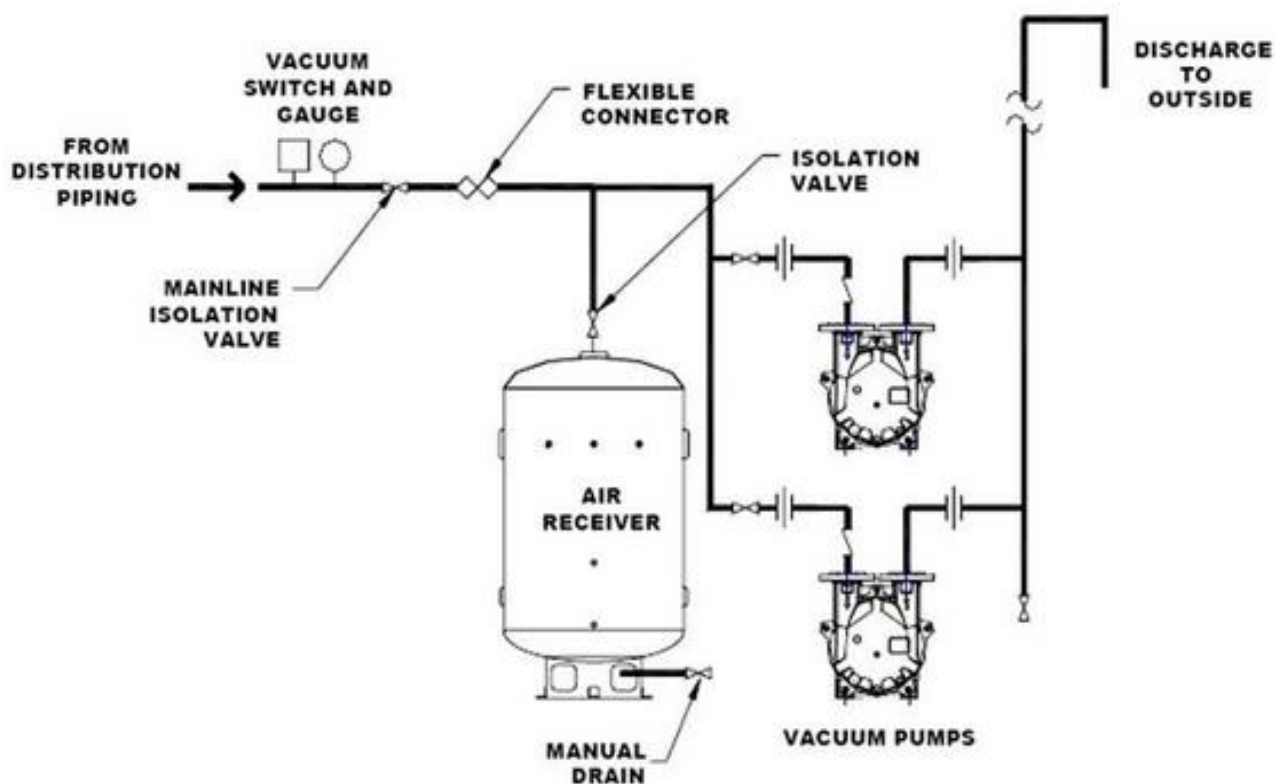 VACUUM
SWITCH AND
GAUGE
FLEXIBLE
CONNECTOR
DISCHARGE
TO
OUTSIDE
FROM
DISTRIBUTION
PIPING
ISOLATION
VALVE
MAINLINE
ISOLATION
VALVE
AIR
RECEIVER
MANUAL
DRAIN
VACUUM PUMPS